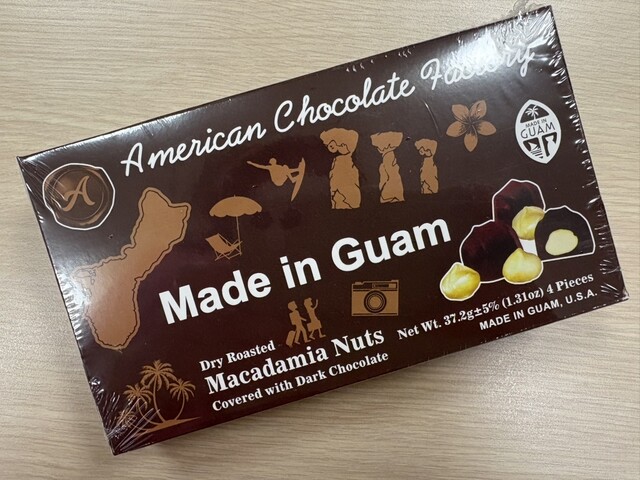 American Chocolate Factory
A
MADE IN
GUAM
Made in Guam
Dry Roasted
Macadamia Nuts
Covered with Dark Chocolate
Net Wt. 37.2g±5% (1.31oz) 4 Pieces
MADE IN GUAM, U.S.A.